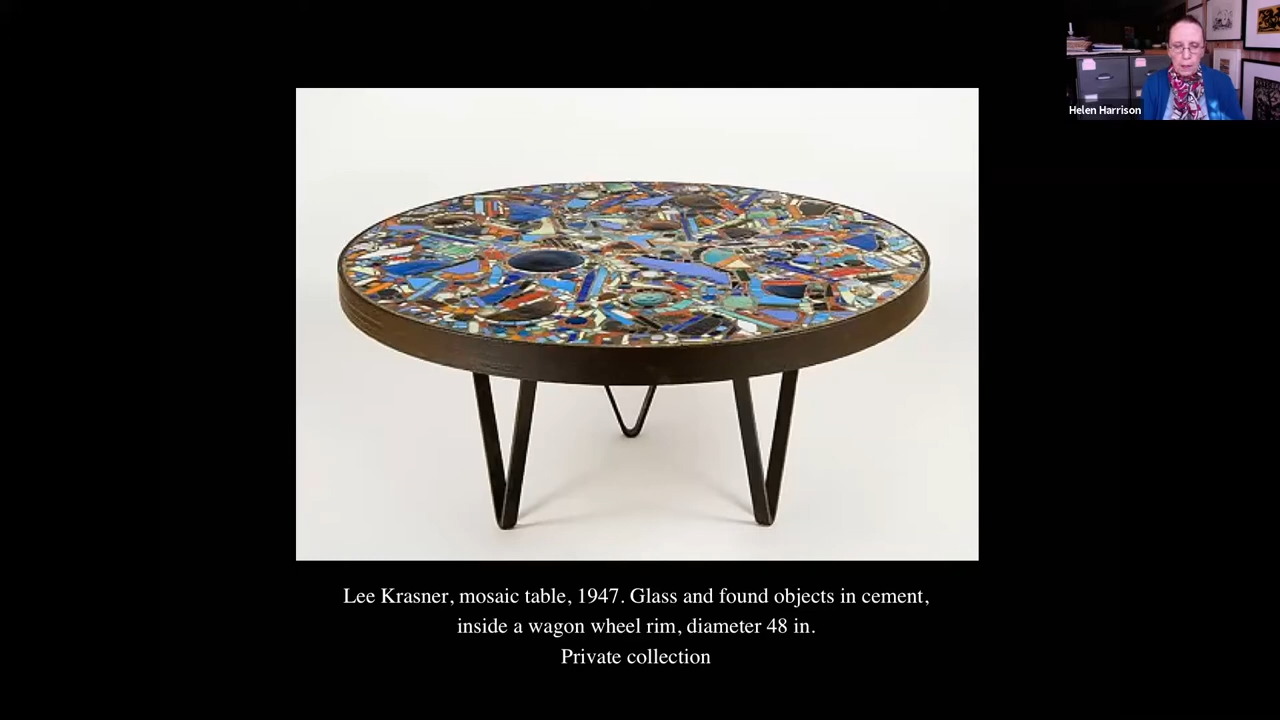 Helen Harrison
Lee Krasner, mosaic table, 1947. Glass and found objects in cement,
inside a wagon wheel rim, diameter 48 in.
Private collection